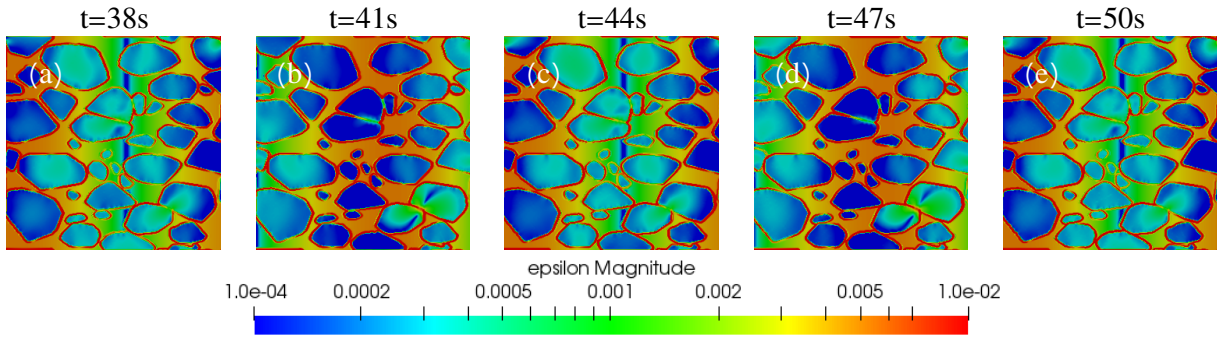 t=38s t=41s t=44s t=47s t=50s
(a) (b) (c) (d) (e)
epsilon Magnitude
1.0e-04 0.0002 0.0005 0.001 0.002 0.005 1.0e-02